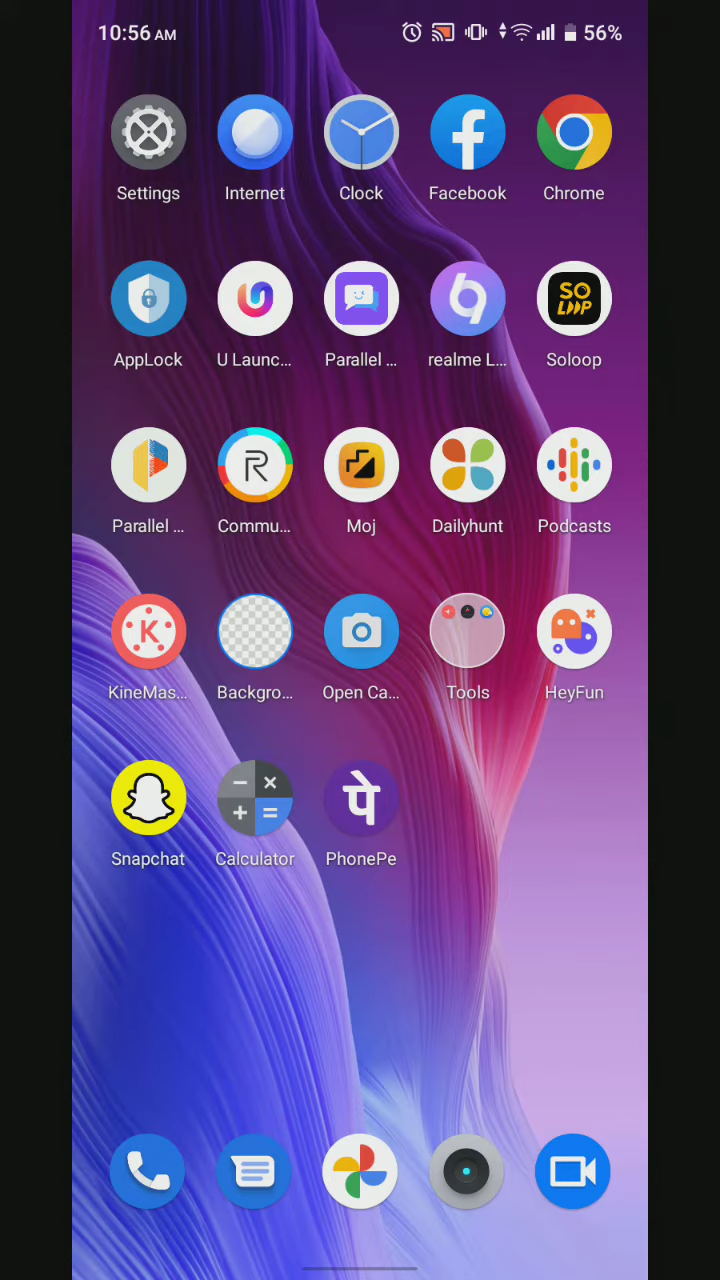 10:56 AM 56%
Settings Internet Clock Facebook Chrome
SO
LOOP
AppLock U Launc... Parallel ... realme L... Soloop
R
Parallel ... Commu... Moj Dailyhunt Podcasts
K
KineMas... Backgro... Open Ca... Tools HeyFun
पे
Snapchat Calculator PhonePe